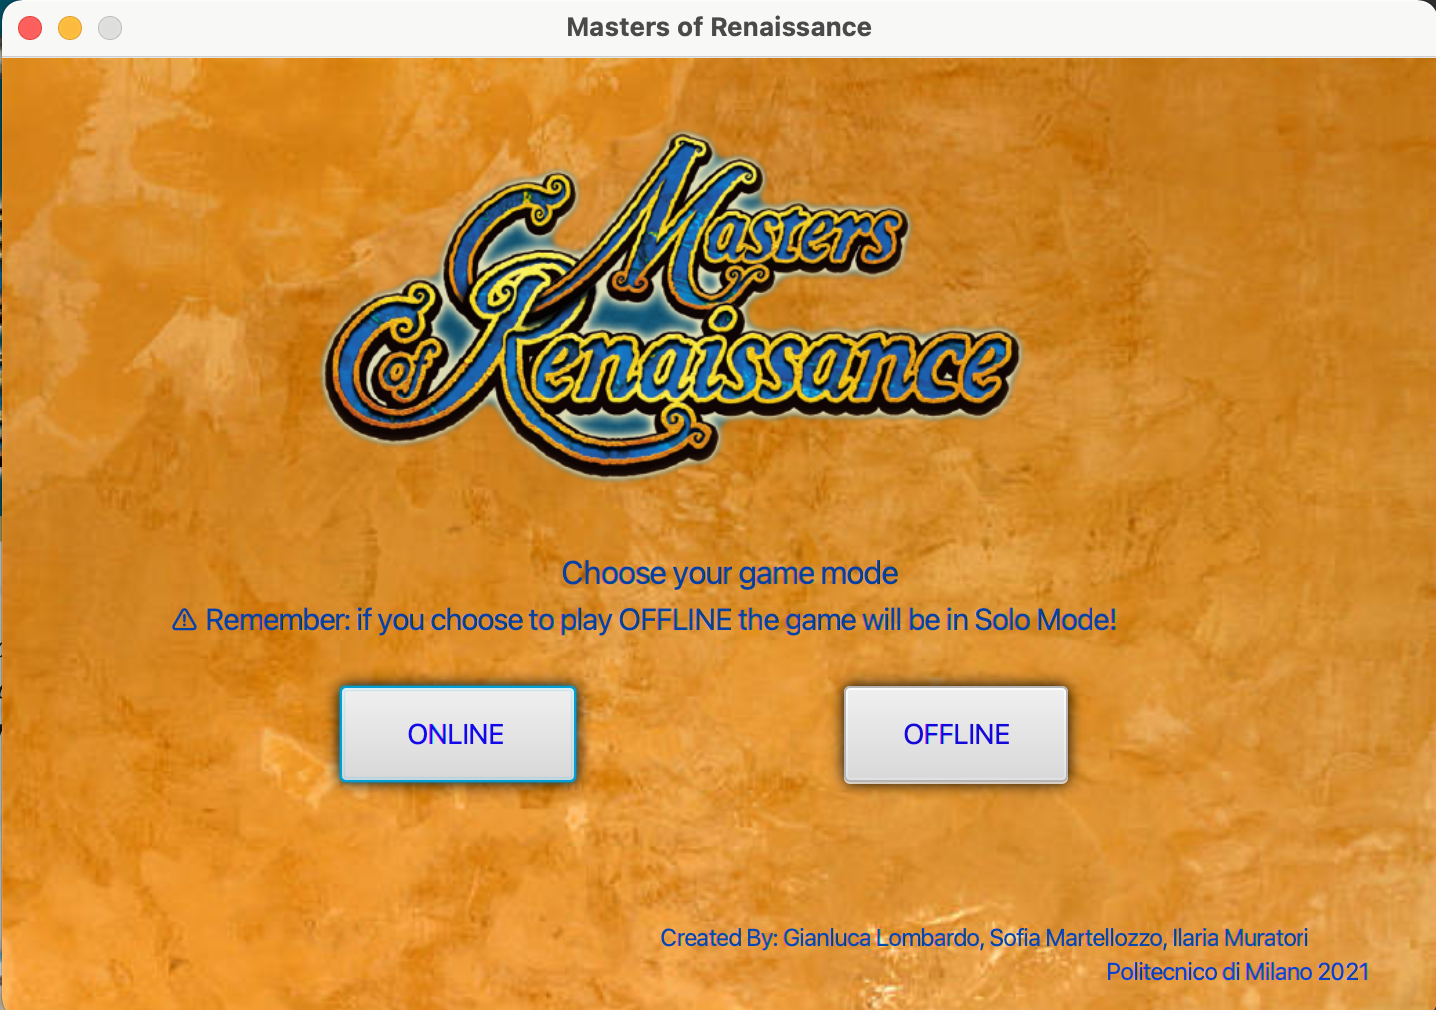 Masters of Renaissance
Masters
of Renaissance
Choose your game mode
⚠ Remember: if you choose to play OFFLINE the game will be in Solo Mode!
ONLINE OFFLINE
Created By: Gianluca Lombardo, Sofia Martellozzo, Ilaria Muratori
Politecnico di Milano 2021